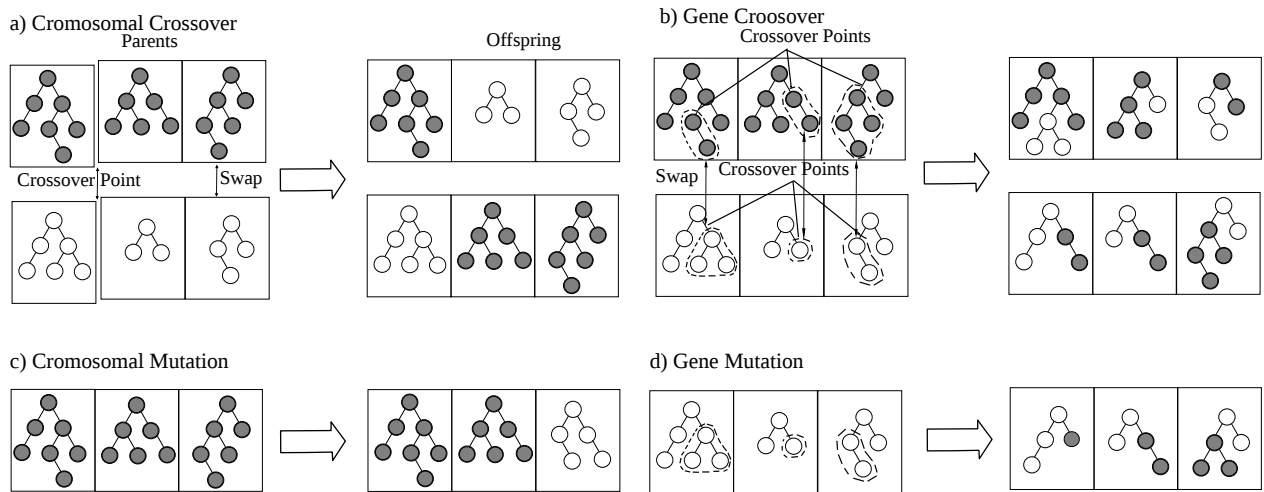 a) Cromosomal Crossover
Parents
Offspring
Crossover Point
Swap
b) Gene Croosover
Crossover Points
Swap
Crossover Points
c) Cromosomal Mutation
d) Gene Mutation